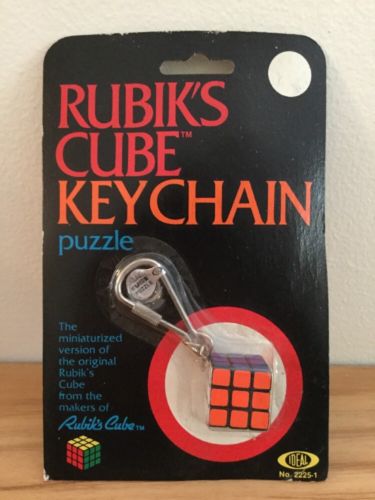 RUBIK'S
CUBE™
KEYCHAIN
puzzle
The
miniaturized
version of
the original
Rubik's
Cube
from the
makers of
Rubik's Cube™
IDEAL
No. 2225-1
PUZZLE